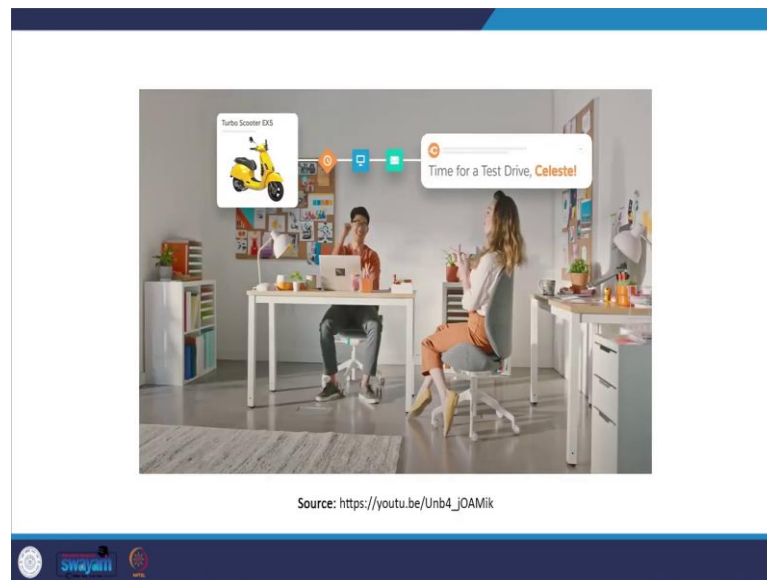 Turbo Scooter EXS
Time for a Test Drive, Celeste!
Source: https://youtu.be/Unb4_jOAMik
swayam